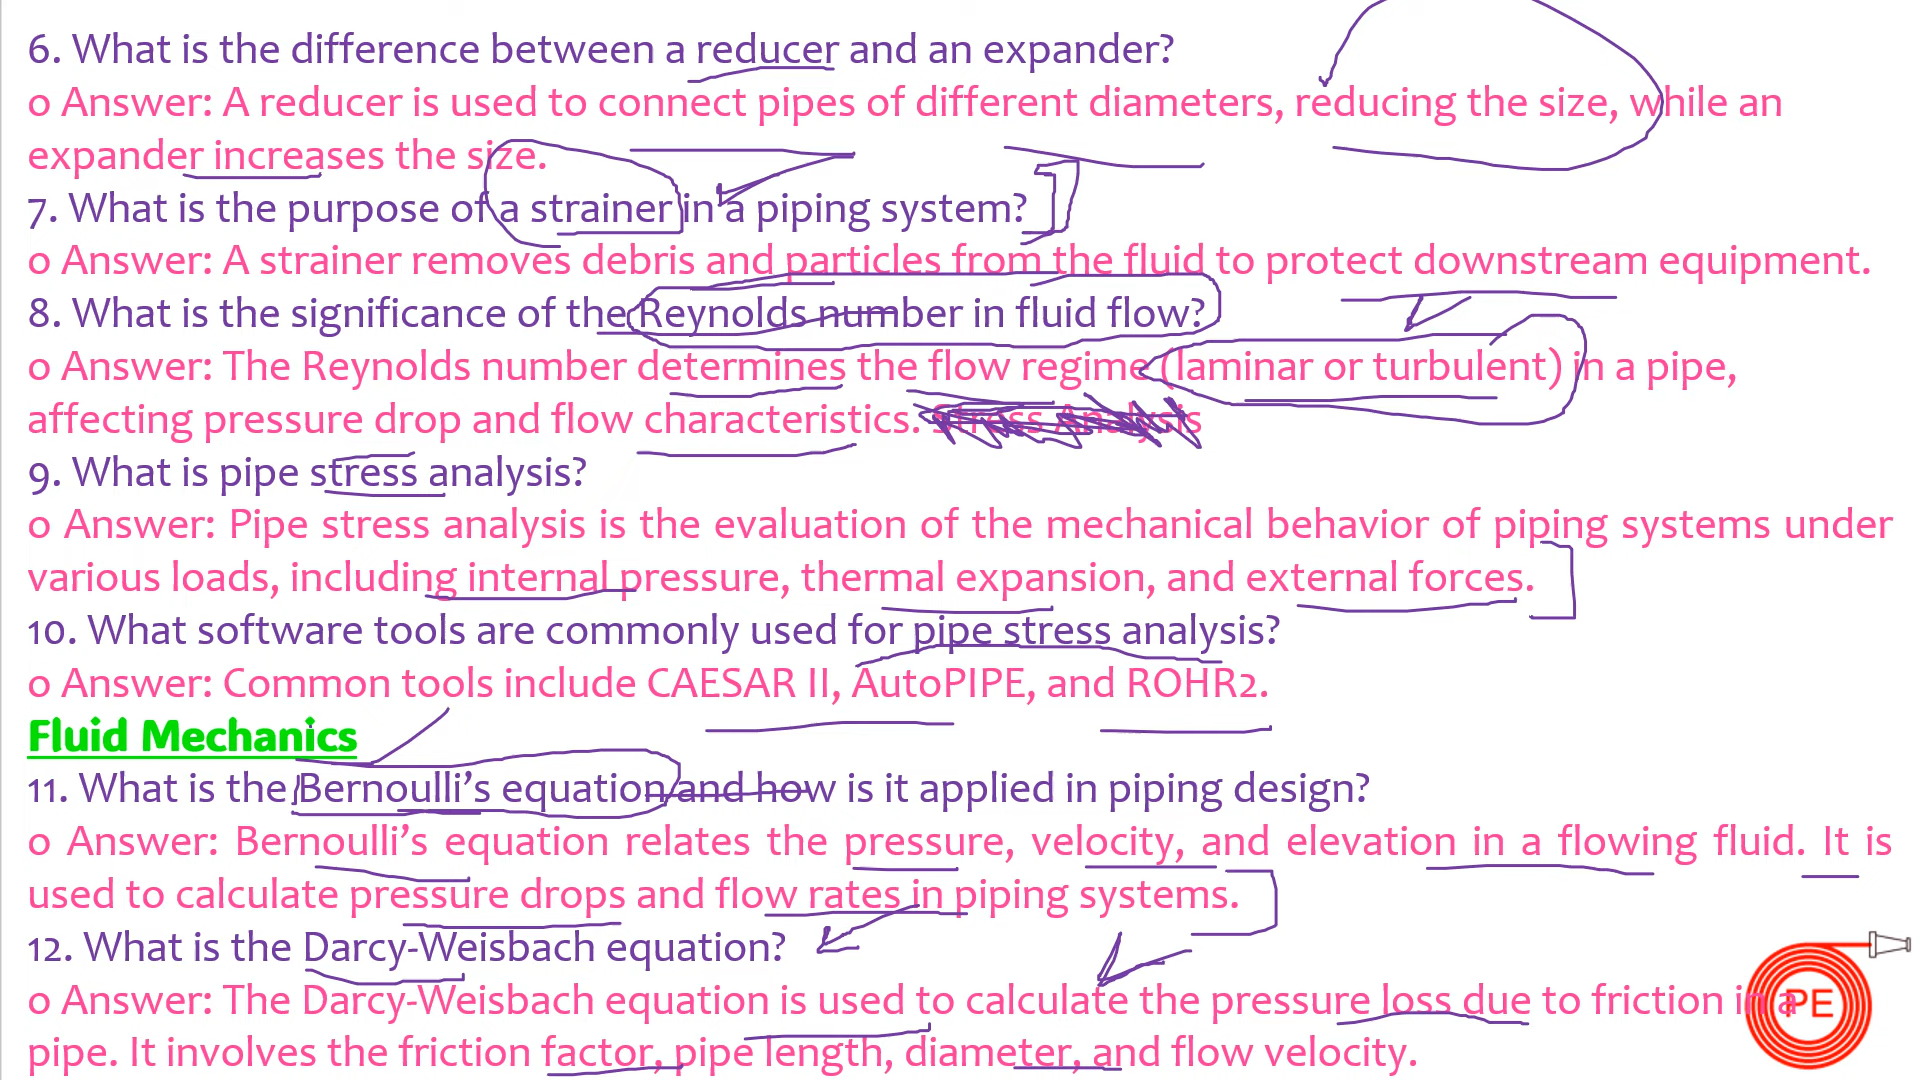 6. What is the difference between a reducer and an expander?
o Answer: A reducer is used to connect pipes of different diameters, reducing the size, while an
expander increases the size.
7. What is the purpose of a strainer in a piping system?
o Answer: A strainer removes debris and particles from the fluid to protect downstream equipment.
8. What is the significance of the Reynolds number in fluid flow?
o Answer: The Reynolds number determines the flow regime (laminar or turbulent) in a pipe,
affecting pressure drop and flow characteristics. Stress Analysis
9. What is pipe stress analysis?
o Answer: Pipe stress analysis is the evaluation of the mechanical behavior of piping systems under
various loads, including internal pressure, thermal expansion, and external forces.
10. What software tools are commonly used for pipe stress analysis?
o Answer: Common tools include CAESAR II, AutoPIPE, and ROHR2.
Fluid Mechanics
11. What is the Bernoulli’s equation and how is it applied in piping design?
o Answer: Bernoulli’s equation relates the pressure, velocity, and elevation in a flowing fluid. It is
used to calculate pressure drops and flow rates in piping systems.
12. What is the Darcy-Weisbach equation?
o Answer: The Darcy-Weisbach equation is used to calculate the pressure loss due to friction in a
pipe. It involves the friction factor, pipe length, diameter, and flow velocity.
PE